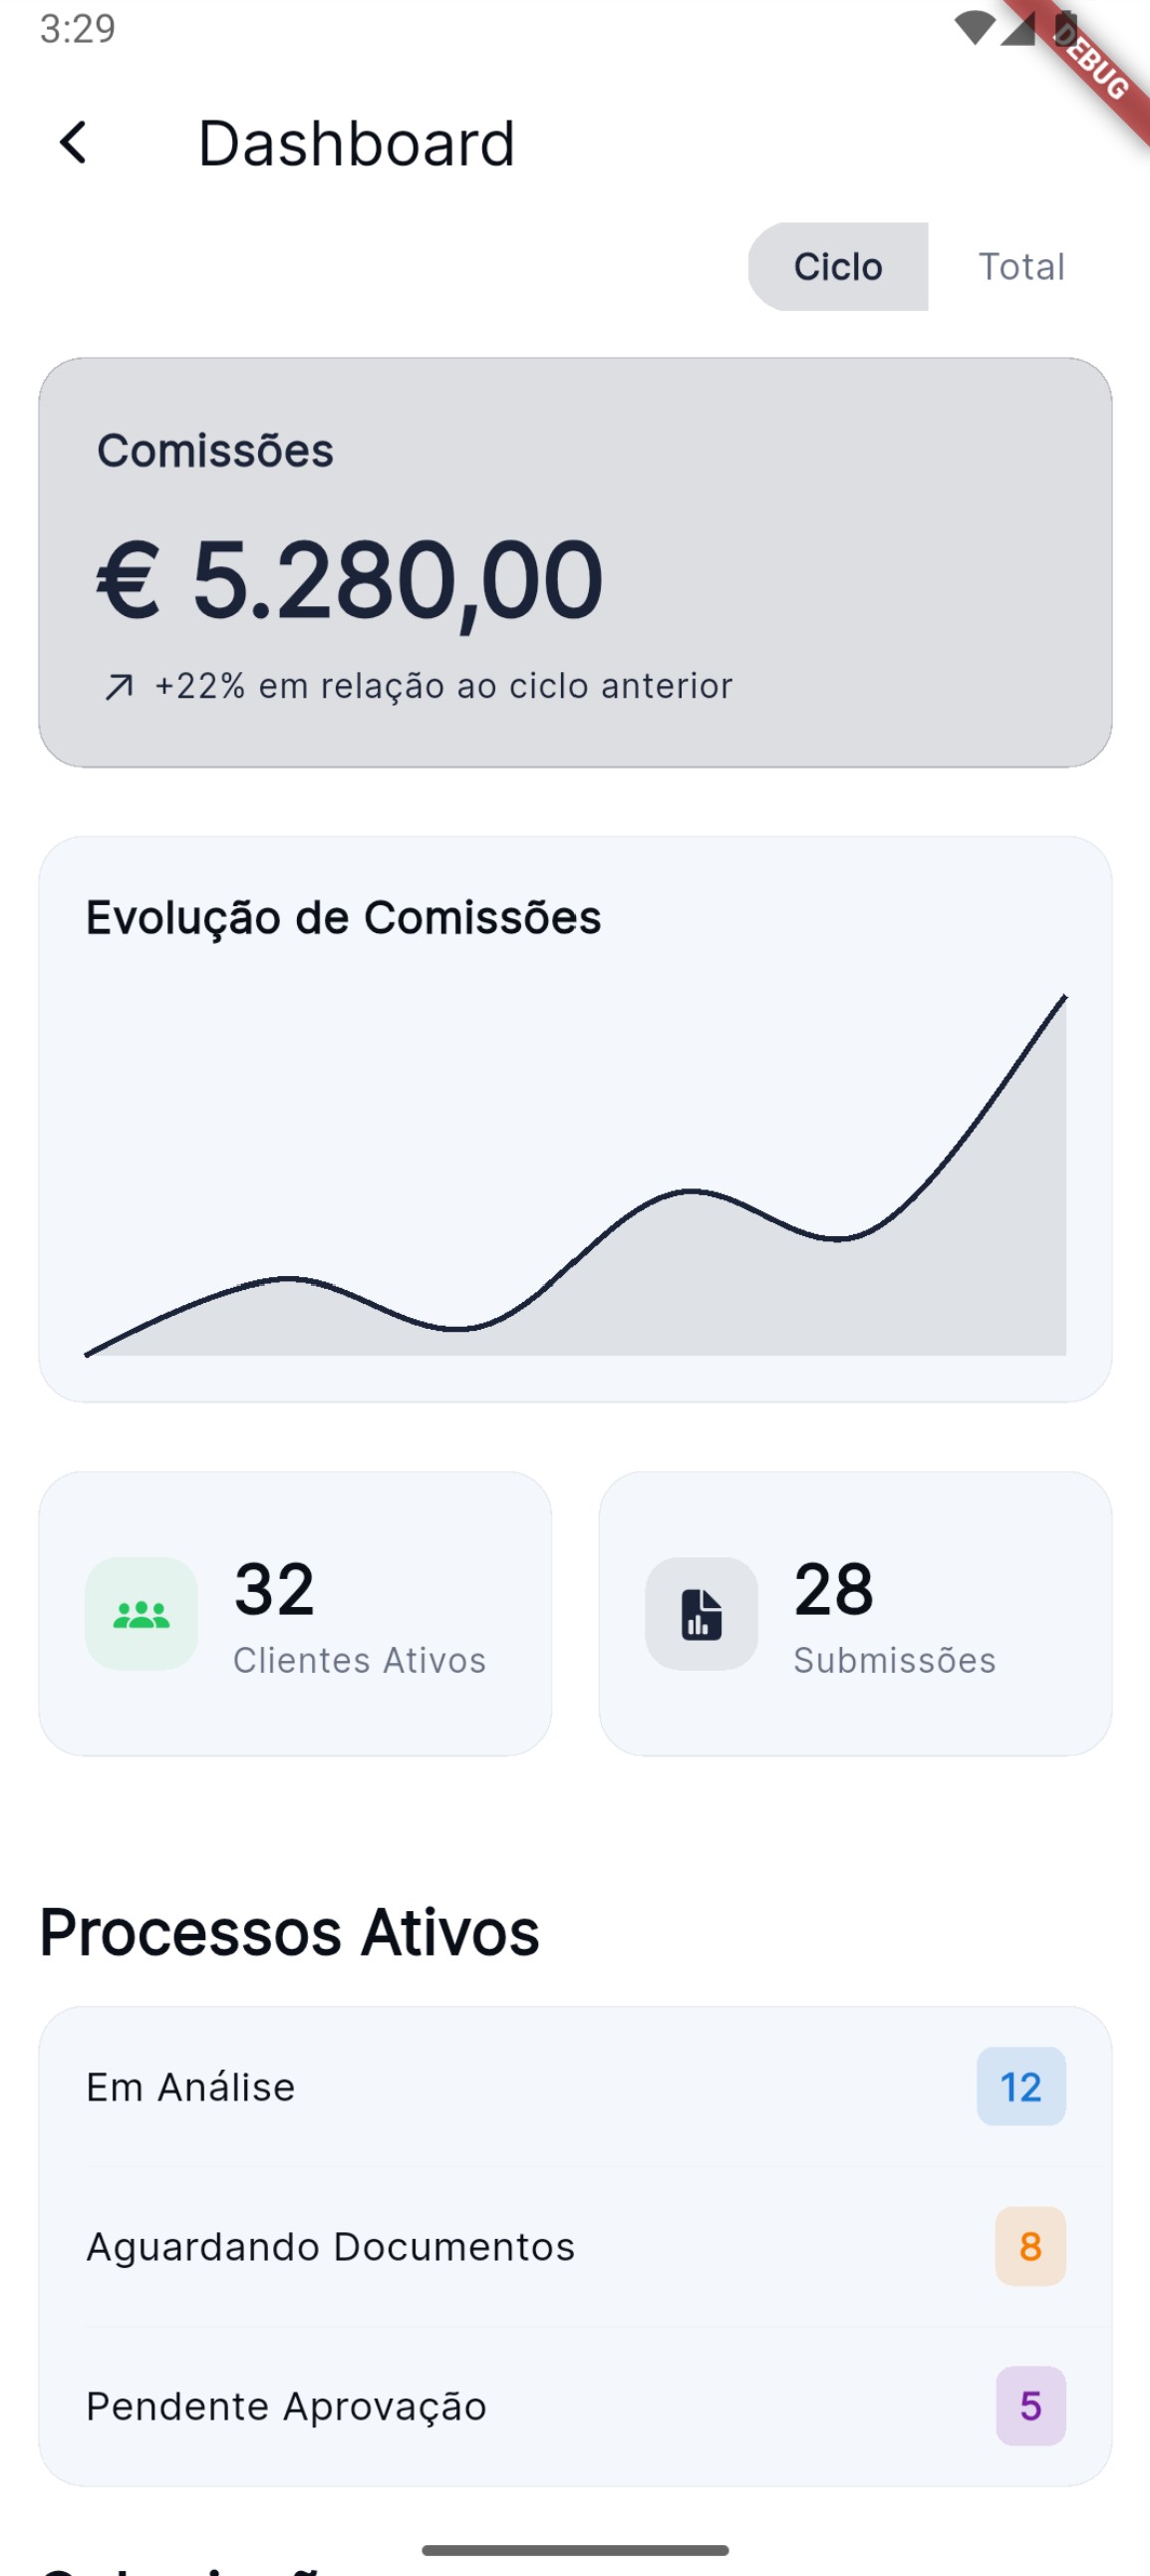 3:29
DEBUG
Dashboard
Ciclo Total
Comissões
€ 5.280,00
+22% em relação ao ciclo anterior
Evolução de Comissões
32
Clientes Ativos
28
Submissões
Processos Ativos
Em Análise 12
Aguardando Documentos 8
Pendente Aprovação 5